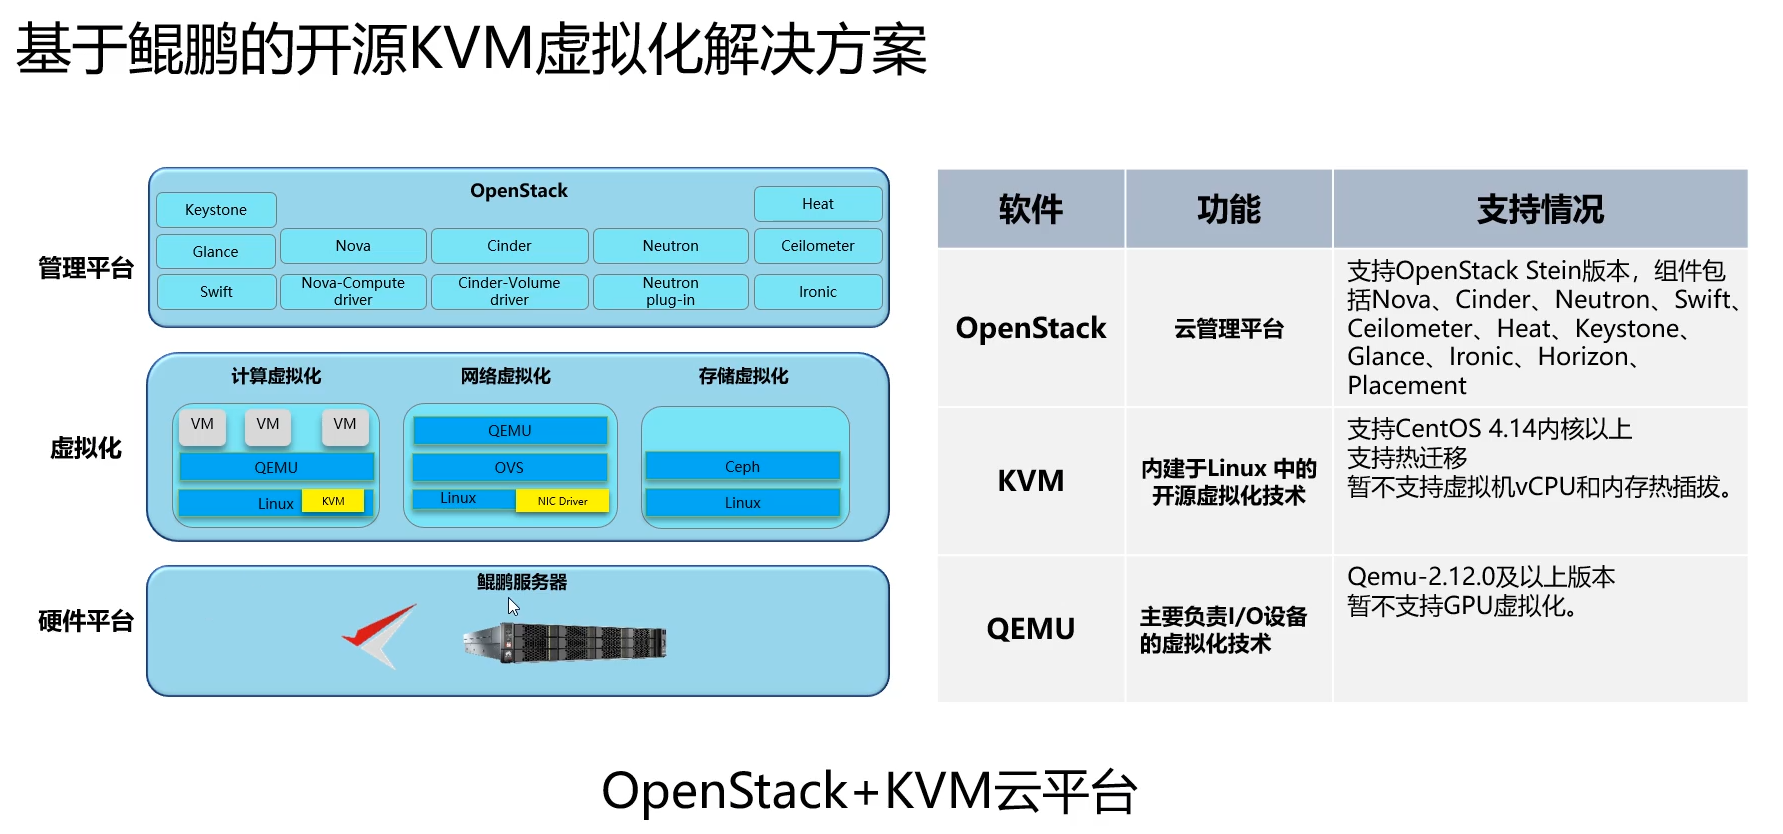 基于鲲鹏的开源KVM虚拟化解决方案
管理平台
OpenStack
Keystone
Heat
Glance
Nova
Cinder
Neutron
Ceilometer
Swift
Nova-Compute
driver
Cinder-Volume
driver
Neutron
plug-in
Ironic
虚拟化
计算虚拟化
网络虚拟化
存储虚拟化
VM
VM
VM
QEMU
Linux
KVM
QEMU
OVS
Linux
NIC Driver
Ceph
Linux
硬件平台
鲲鹏服务器
软件
功能
支持情况
OpenStack
云管理平台
支持OpenStack Stein版本，组件包
括Nova、Cinder、Neutron、Swift、
Ceilometer、Heat、Keystone、
Glance、Ironic、Horizon、
Placement
KVM
内建于Linux 中的
开源虚拟化技术
支持CentOS 4.14内核以上
支持热迁移
暂不支持虚拟机vCPU和内存热插拔。
QEMU
主要负责I/O设备
的虚拟化技术
Qemu-2.12.0及以上版本
暂不支持GPU虚拟化。
OpenStack+KVM云平台